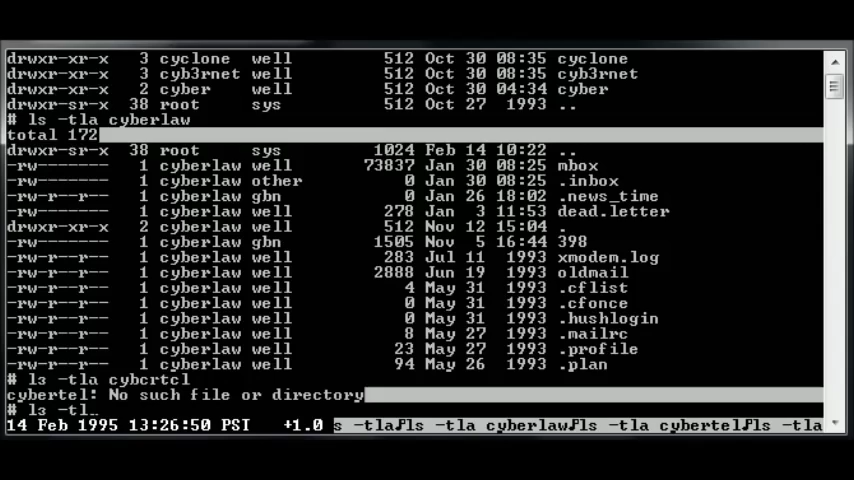 drwxr-xr-x 3 cyclone well 512 Oct 30 08:35 cyclone
drwxr-xr-x 3 cyb3rnet well 512 Oct 30 08:35 cyb3rnet
drwxr-xr-x 2 cyber well 512 Oct 30 04:34 cyber
drwxr-sr-x 38 root sys 512 Oct 27 1993 ..
# ls -tla cyberlaw
total 172
drwxr-sr-x 38 root sys 1024 Feb 14 10:22 ..
-rw------- 1 cyberlaw well 73837 Jan 30 08:25 mbox
-rw------- 1 cyberlaw other 0 Jan 30 08:25 .inbox
-rw-r--r-- 1 cyberlaw gbn 0 Jan 26 18:02 .news_time
-rw------- 1 cyberlaw well 278 Jan 3 11:53 dead.letter
drwxr-xr-x 2 cyberlaw well 512 Nov 12 15:04 .
-rw------- 1 cyberlaw gbn 1505 Nov 5 16:44 398
-rw-r--r-- 1 cyberlaw well 283 Jul 11 1993 xmodem.log
-rw-r--r-- 1 cyberlaw well 2888 Jun 19 1993 oldmail
-rw-r--r-- 1 cyberlaw well 4 May 31 1993 .cflist
-rw-r--r-- 1 cyberlaw well 0 May 31 1993 .cfonce
-rw-r--r-- 1 cyberlaw well 0 May 31 1993 .hushlogin
-rw-r--r-- 1 cyberlaw well 8 May 27 1993 .mailrc
-rw-r--r-- 1 cyberlaw well 23 May 27 1993 .profile
-rw-r--r-- 1 cyberlaw well 94 May 26 1993 .plan
# ls -tla cybertel
cybertel: No such file or directory
# ls -tl_
14 Feb 1995 13:26:50 PST +1.0 s -tla♪ls -tla cyberlaw♪ls -tla cybertel♪ls -tla